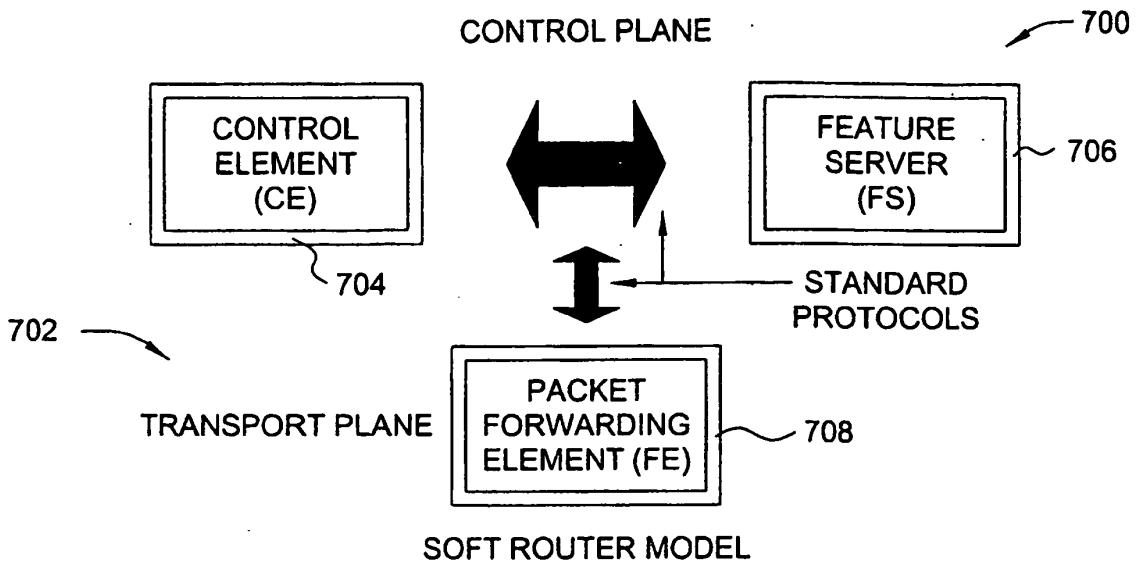 CONTROL PLANE
700
CONTROL
ELEMENT
(CE)
704
FEATURE
SERVER
(FS)
706
STANDARD
PROTOCOLS
702
TRANSPORT PLANE
PACKET
FORWARDING
ELEMENT (FE)
708
SOFT ROUTER MODEL